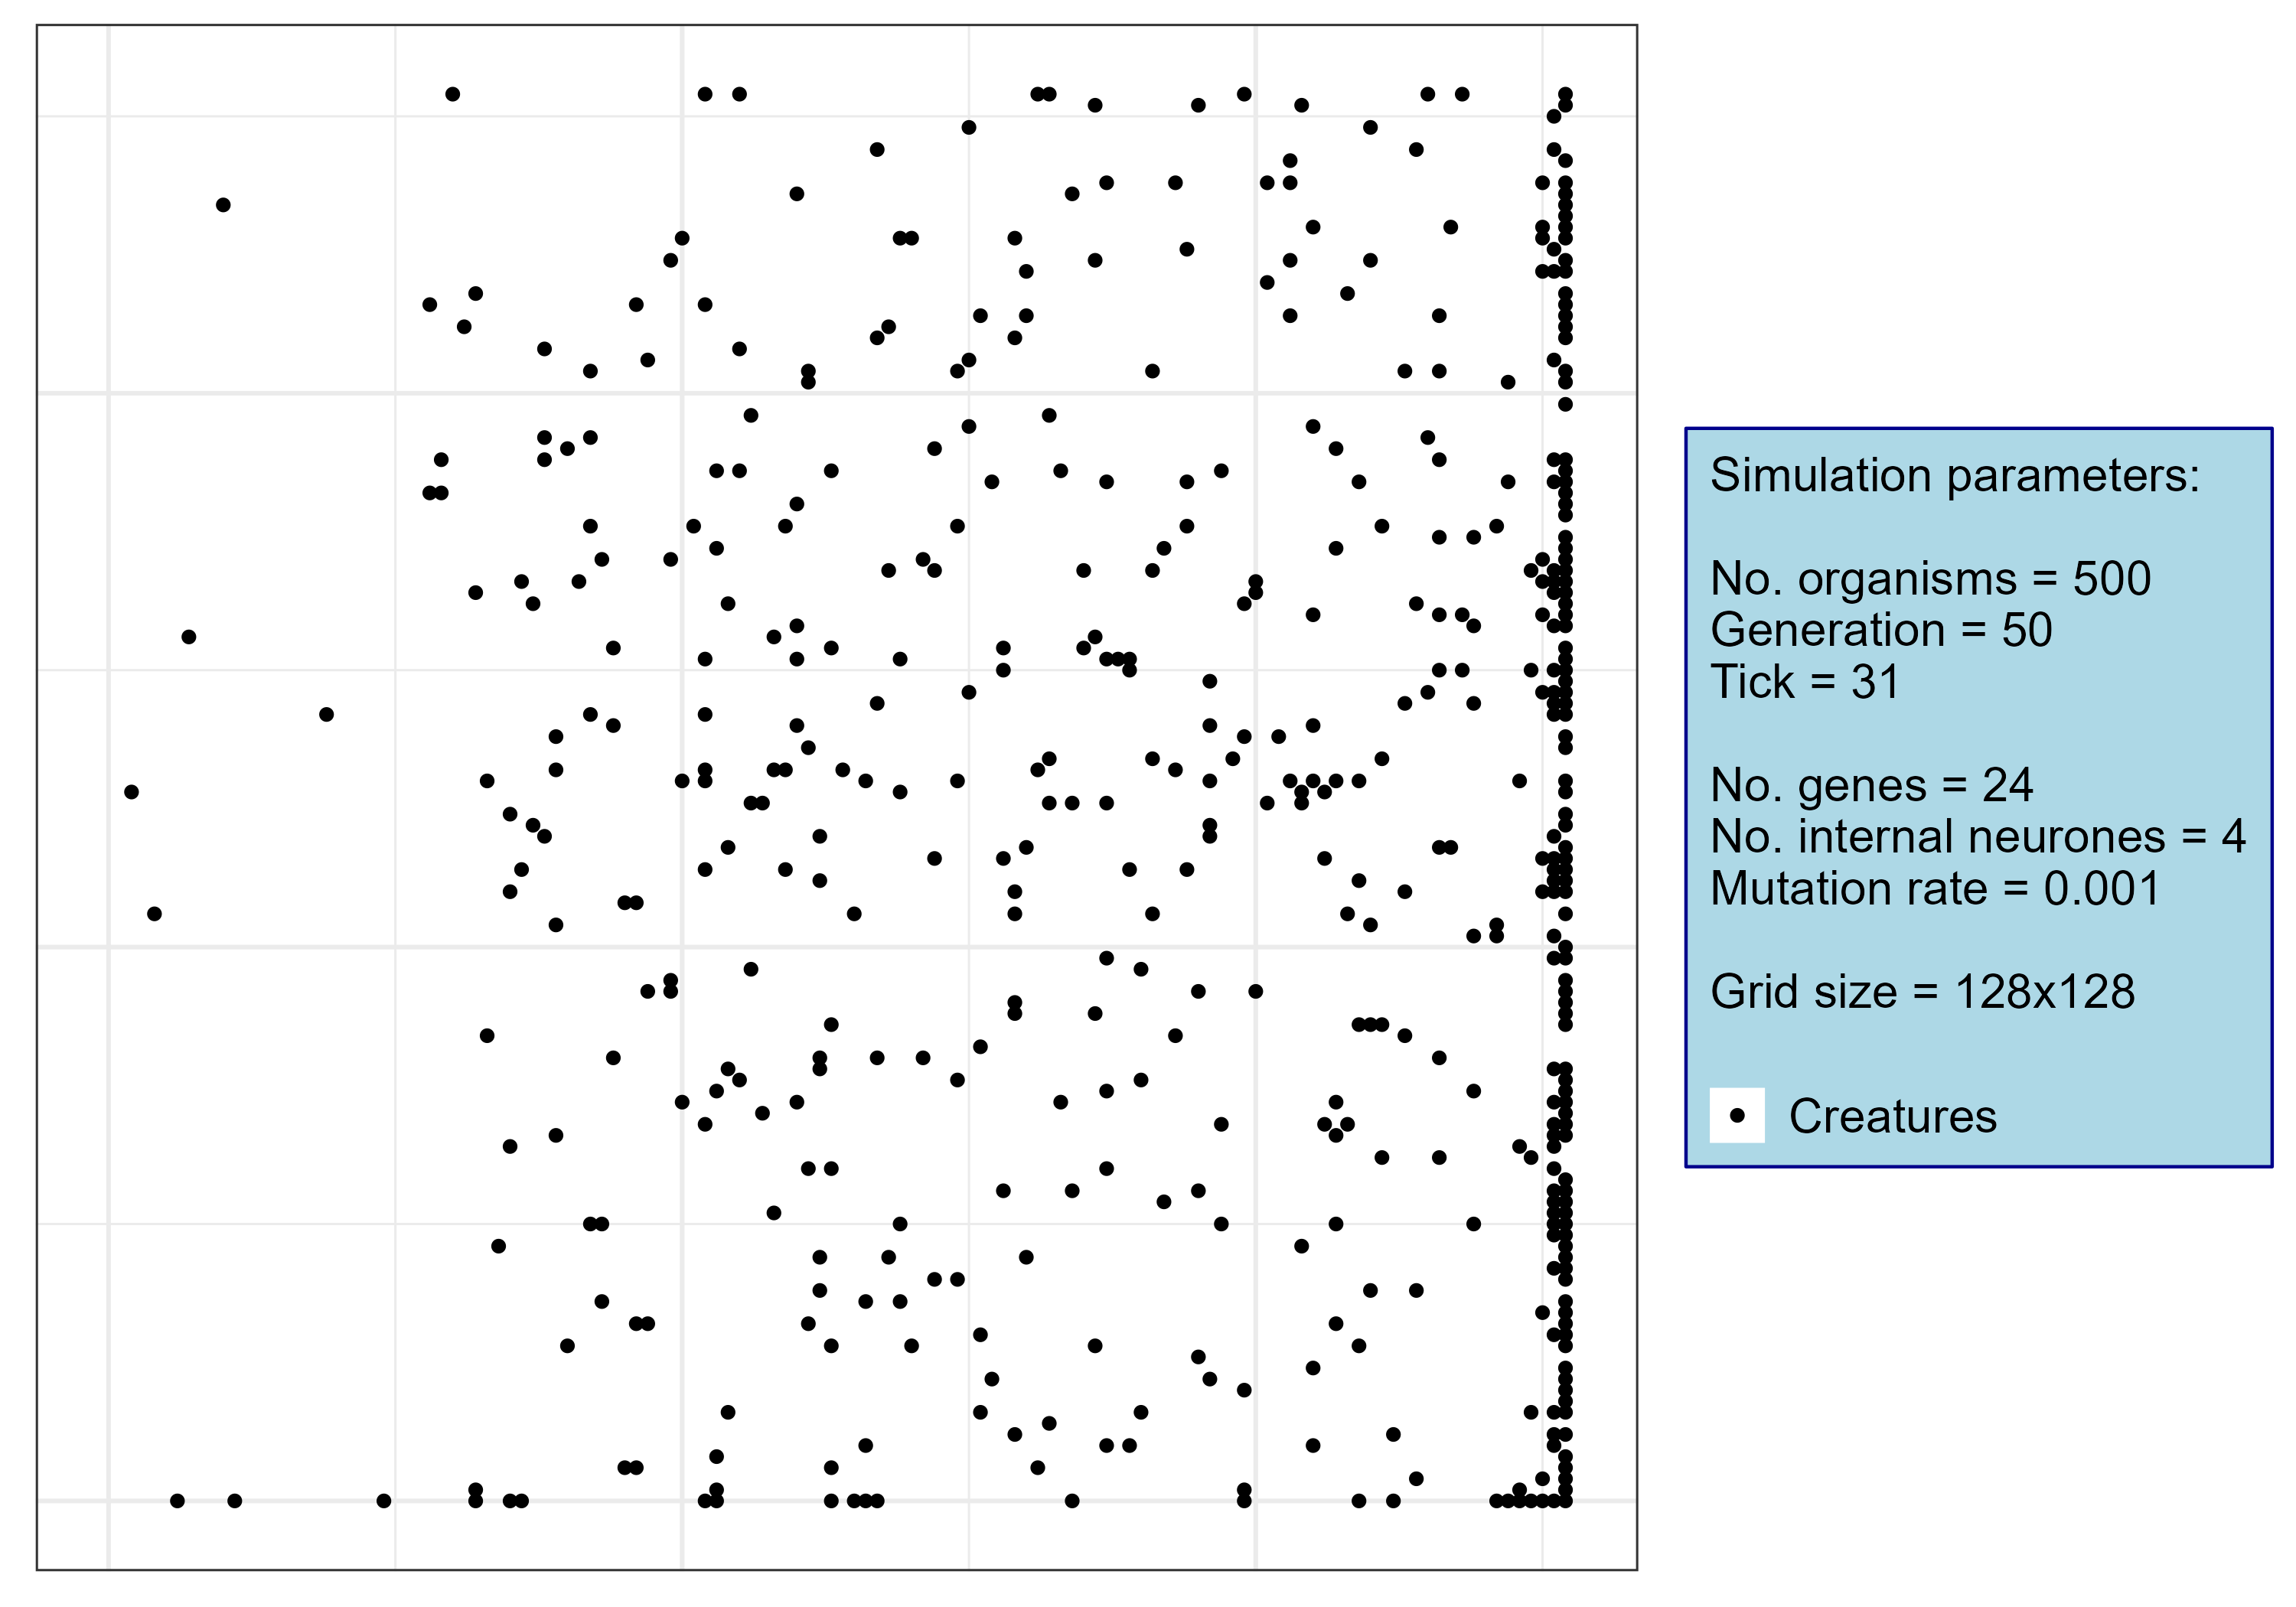 Simulation parameters:
No. organisms = 500
Generation = 50
Tick = 31
No. genes = 24
No. internal neurones = 4
Mutation rate = 0.001
Grid size = 128x128
Creatures